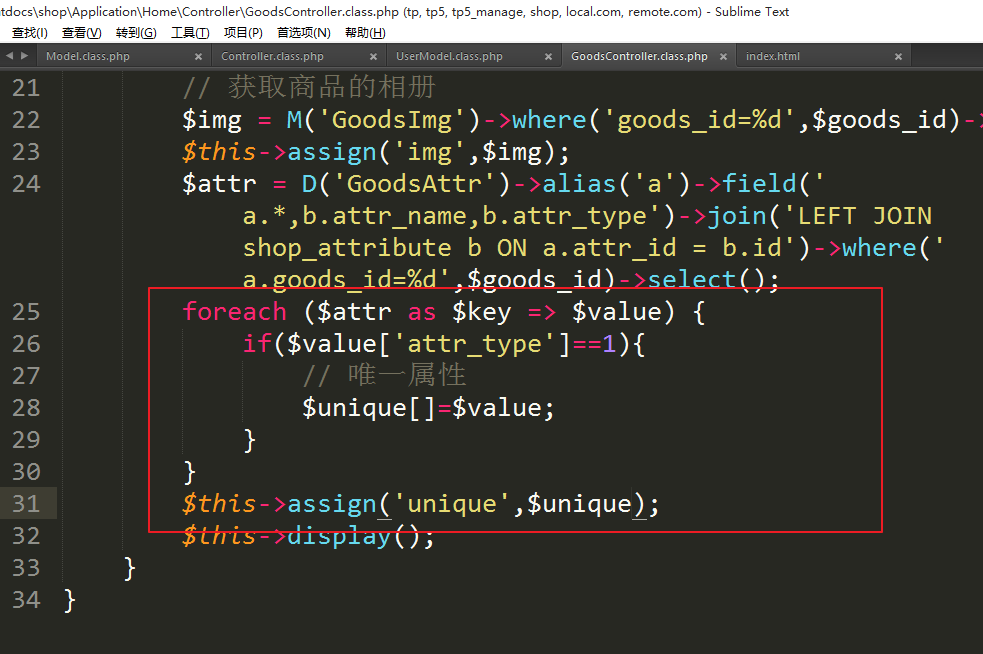 tdocs\shop\Application\Home\Controller\GoodsController.class.php (tp, tp5, tp5_manage, shop, local.com, remote.com) - Sublime Text
查找(I) 查看(V) 转到(G) 工具(T) 项目(P) 首选项(N) 帮助(H)
Model.class.php × Controller.class.php × UserModel.class.php × GoodsController.class.php × index.html ×
21 // 获取商品的相册
22 $img = M('GoodsImg')->where('goods_id=%d',$goods_id)->
23 $this->assign('img',$img);
24 $attr = D('GoodsAttr')->alias('a')->field('
a.*,b.attr_name,b.attr_type')->join('LEFT JOIN
shop_attribute b ON a.attr_id = b.id')->where('
a.goods_id=%d',$goods_id)->select();
25 foreach ($attr as $key => $value) {
26 if($value['attr_type']==1){
27 // 唯一属性
28 $unique[]=$value;
29 }
30 }
31 $this->assign('unique',$unique);
32 $this->display();
33 }
34 }